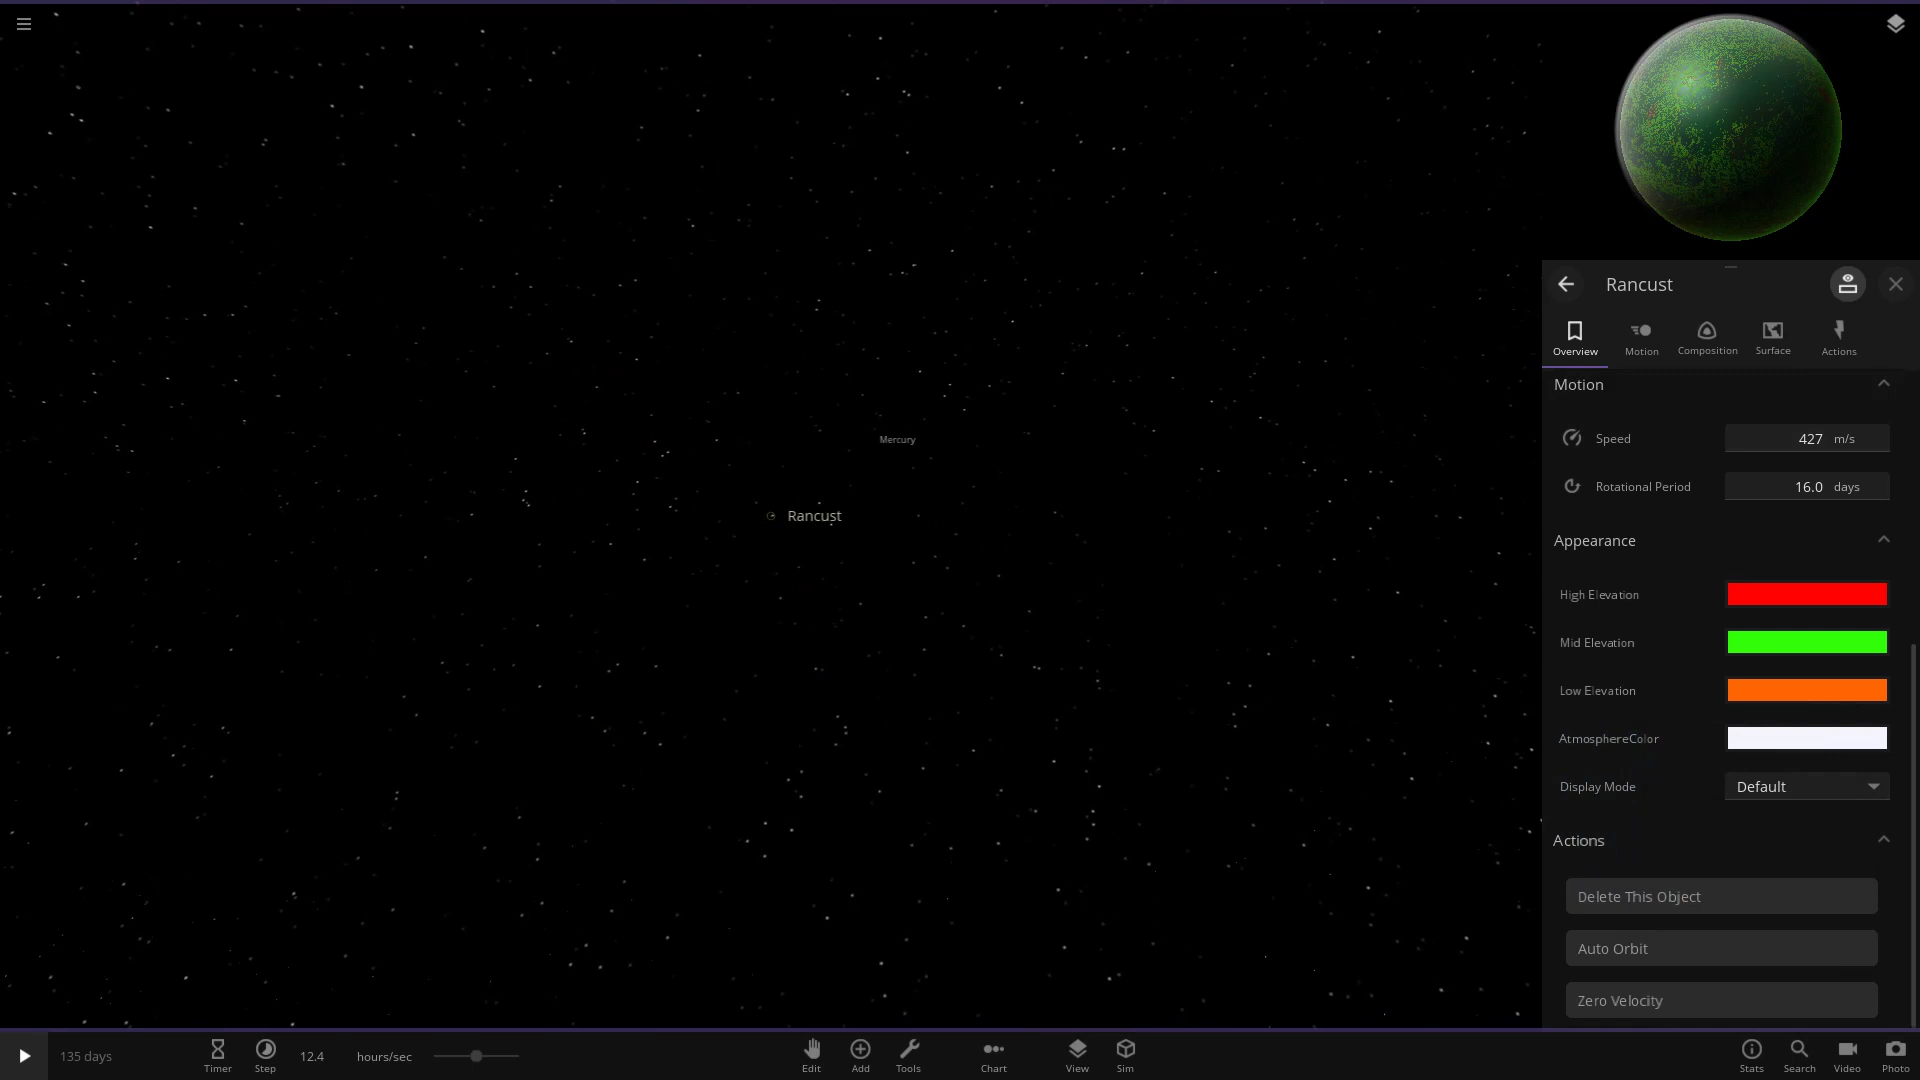 Rancust
Overview
Motion
Composition
Surface
Actions
Motion
Speed 427 m/s
Rotational Period 16.0 days
Appearance
High Elevation
Mid Elevation
Low Elevation
AtmosphereColor
Display Mode Default
Actions
Delete This Object
Auto Orbit
Zero Velocity
Mercury
Rancust
135 days
Timer
Step
12.4 hours/sec
Edit
Add
Tools
Chart
View
Sim
Stats
Search
Video
Photo